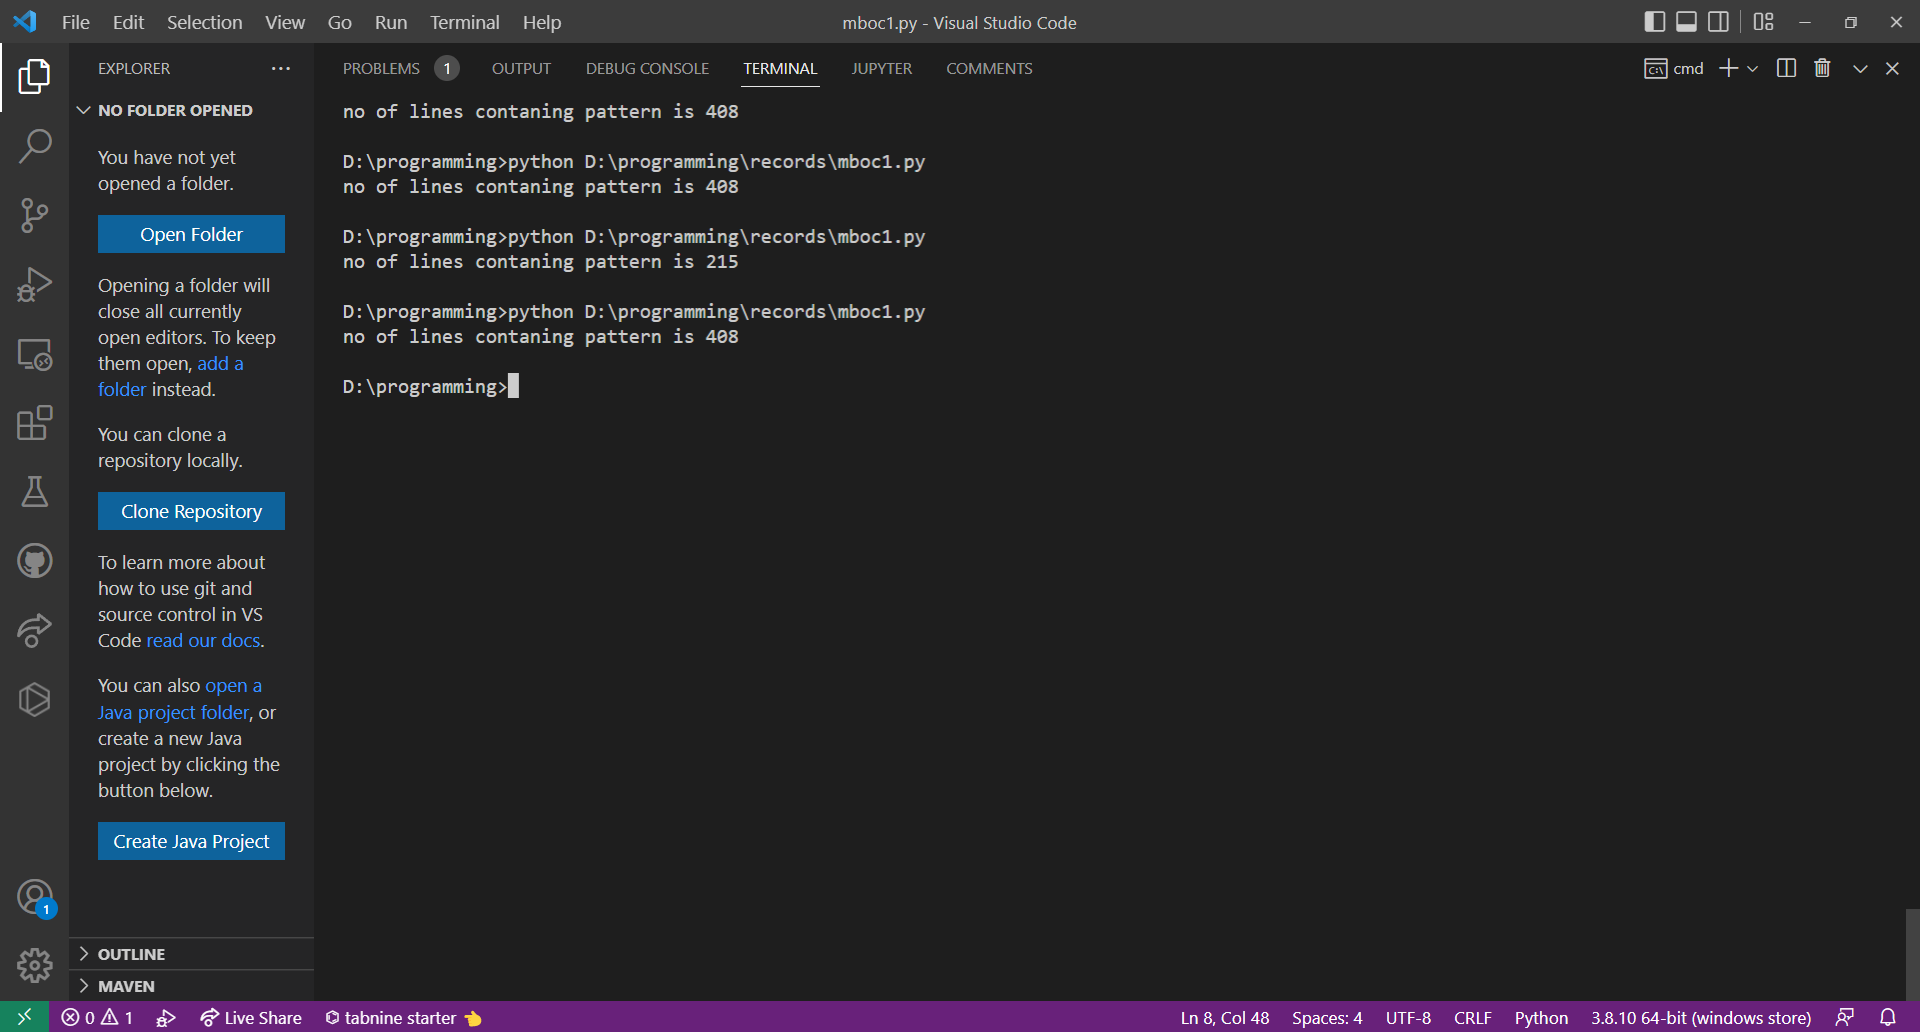 File Edit Selection View Go Run Terminal Help
mboc1.py - Visual Studio Code
EXPLORER
NO FOLDER OPENED
You have not yet
opened a folder.
Open Folder
Opening a folder will
close all currently
open editors. To keep
them open, add a
folder instead.
You can clone a
repository locally.
Clone Repository
To learn more about
how to use git and
source control in VS
Code read our docs.
You can also open a
Java project folder, or
create a new Java
project by clicking the
button below.
Create Java Project
1
OUTLINE
MAVEN
PROBLEMS 1 OUTPUT DEBUG CONSOLE TERMINAL JUPYTER COMMENTS
cmd
no of lines contaning pattern is 408
D:\programming>python D:\programming\records\mboc1.py
no of lines contaning pattern is 408
D:\programming>python D:\programming\records\mboc1.py
no of lines contaning pattern is 215
D:\programming>python D:\programming\records\mboc1.py
no of lines contaning pattern is 408
D:\programming>
0 1 Live Share tabnine starter 👈 Ln 8, Col 48 Spaces: 4 UTF-8 CRLF Python 3.8.10 64-bit (windows store)